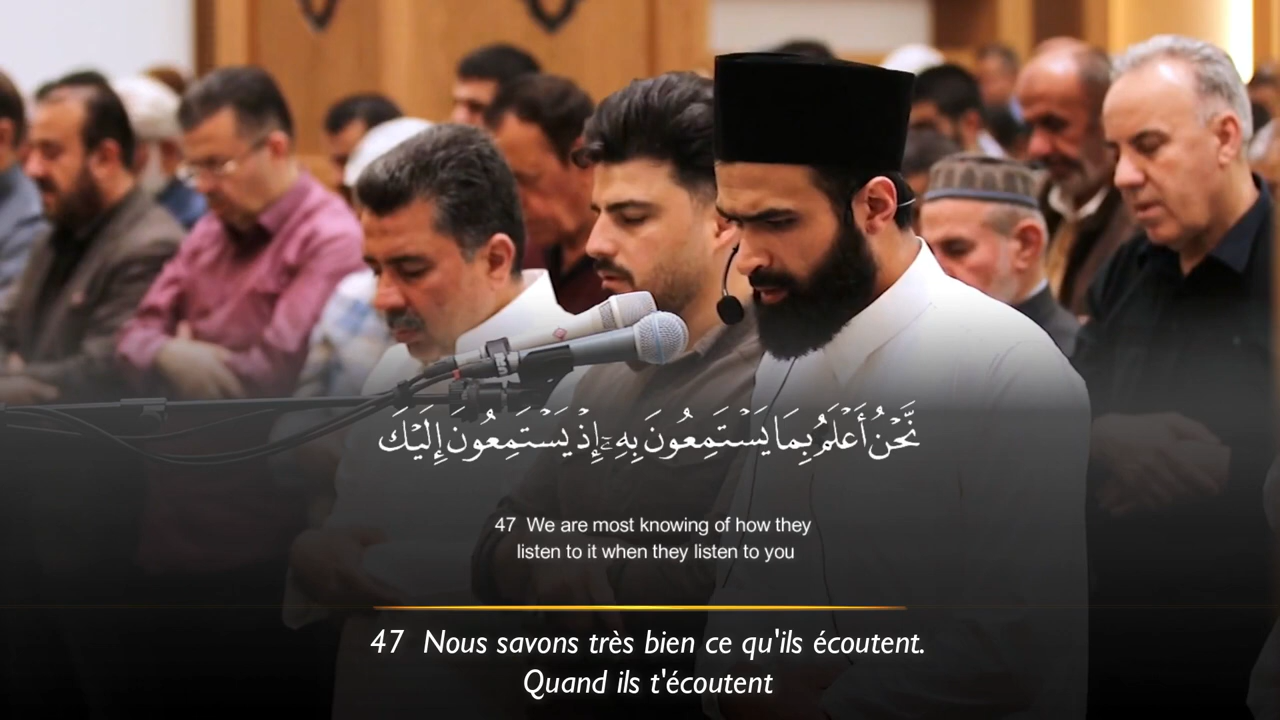 نَّحۡنُ أَعۡلَمُ بِمَا يَسۡتَمِعُونَ بِهِۦٓ إِذۡ يَسۡتَمِعُونَ إِلَيۡكَ
47 We are most knowing of how they
listen to it when they listen to you
47 Nous savons très bien ce qu'ils écoutent.
Quand ils t'écoutent